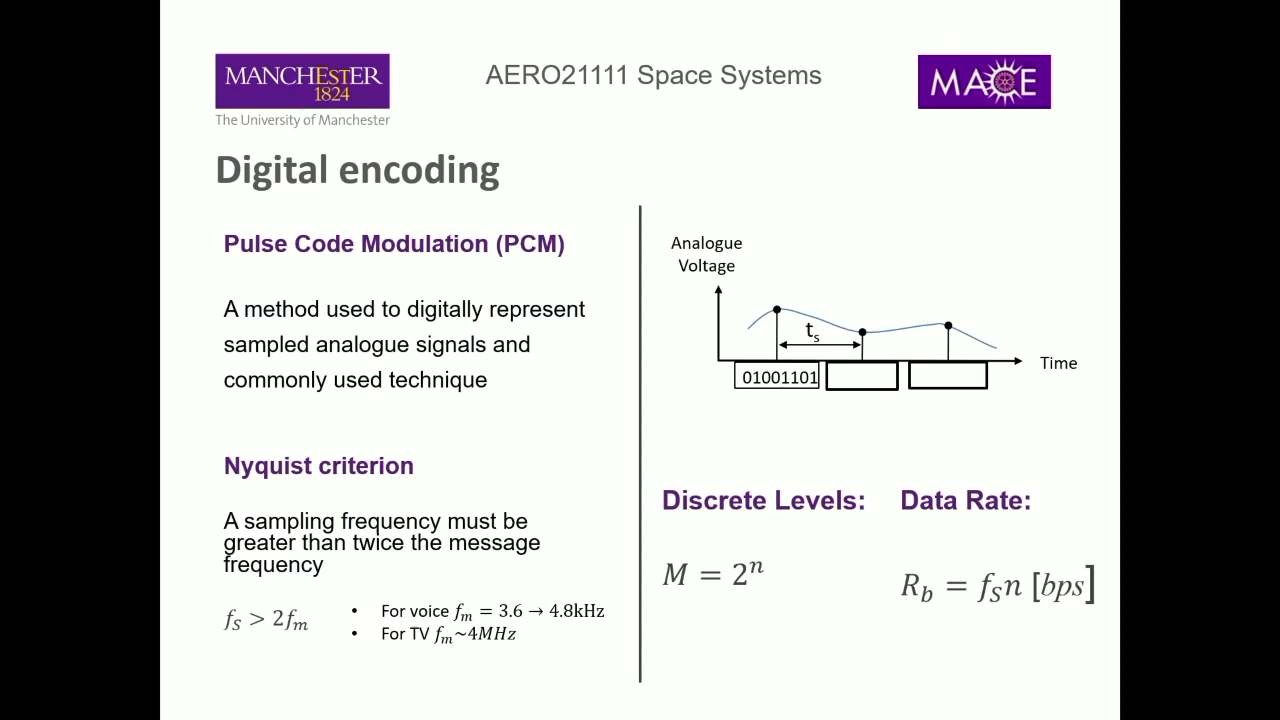 MANCHEStER
1824
The University of Manchester
AERO21111 Space Systems
MACE
Digital encoding
Pulse Code Modulation (PCM)
A method used to digitally represent
sampled analogue signals and
commonly used technique
Nyquist criterion
A sampling frequency must be
greater than twice the message
frequency
f_S > 2f_m
• For voice f_m = 3.6 → 4.8kHz
• For TV f_m~4MHz
Analogue
Voltage
t_s
Time
01001101
Discrete Levels:
M = 2^n
Data Rate:
R_b = f_S n [bps]